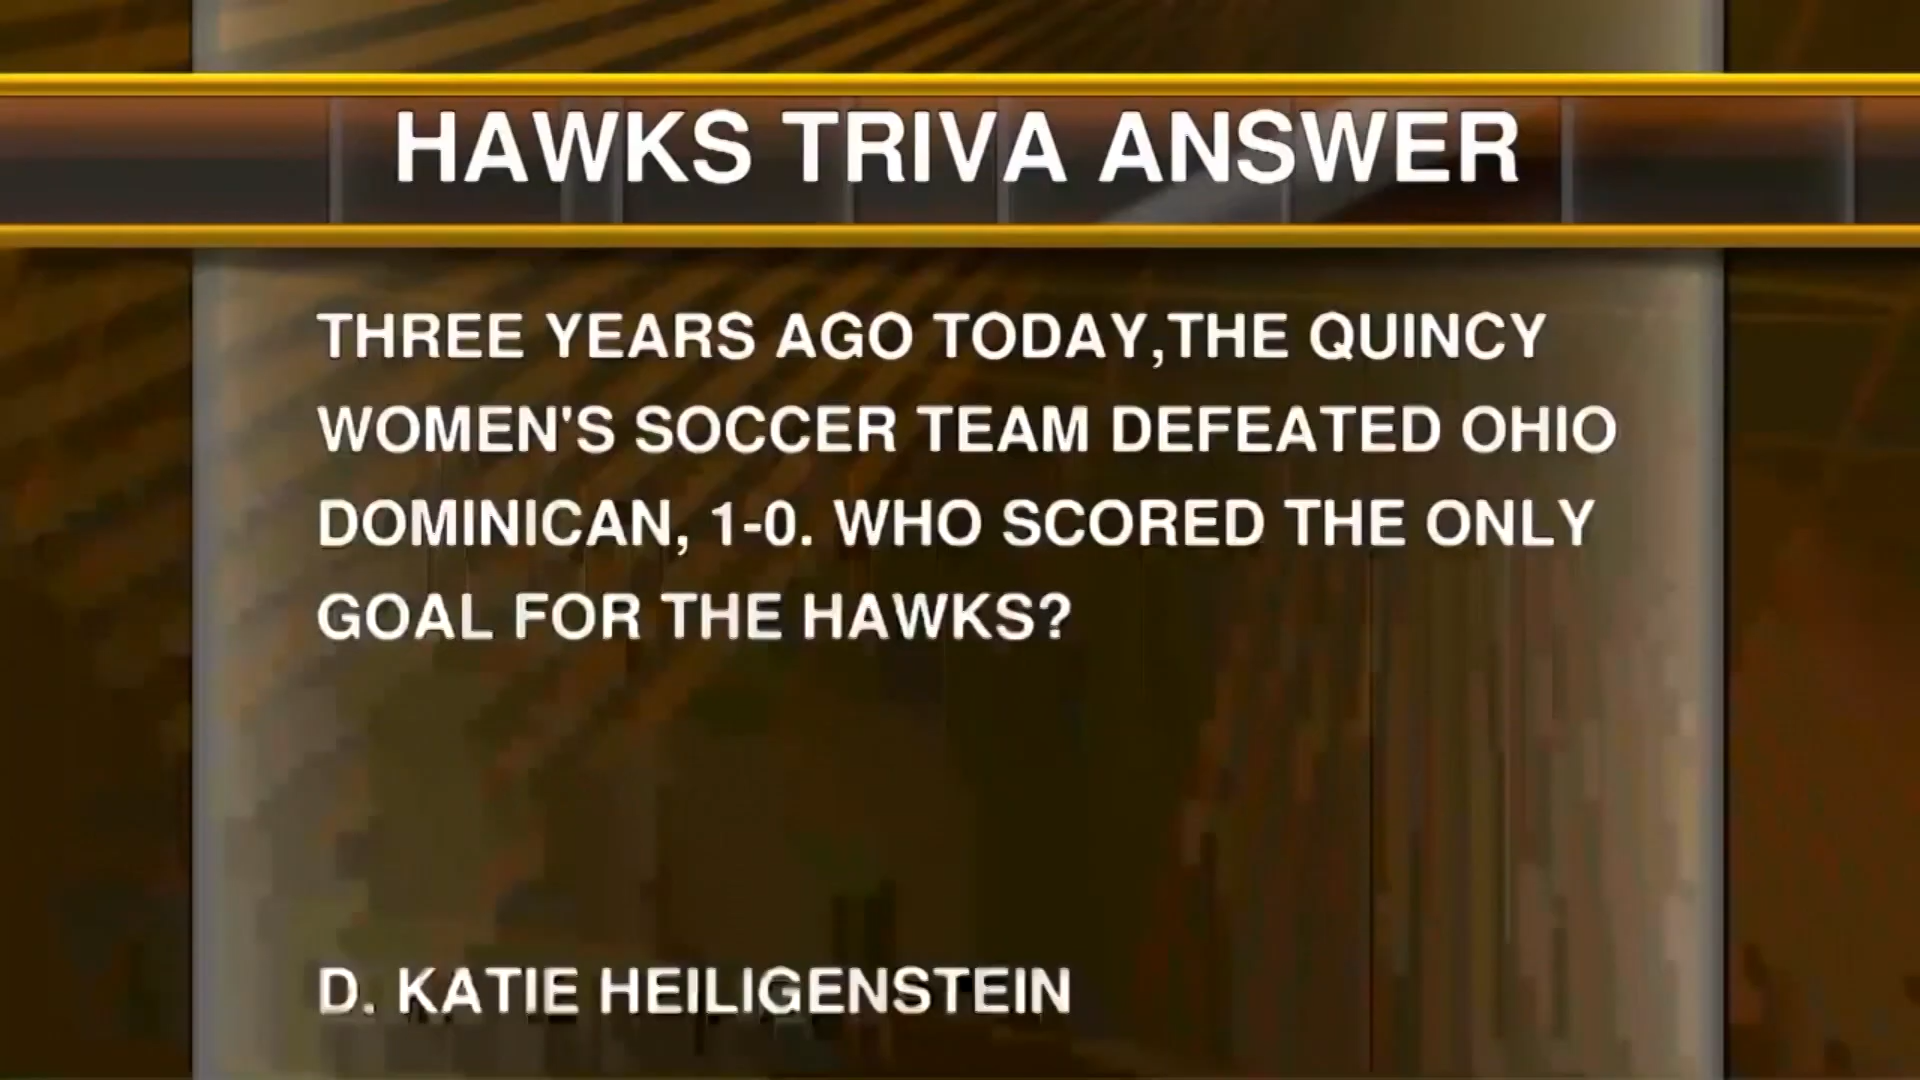 HAWKS TRIVA ANSWER
THREE YEARS AGO TODAY,THE QUINCY
WOMEN'S SOCCER TEAM DEFEATED OHIO
DOMINICAN, 1-0. WHO SCORED THE ONLY
GOAL FOR THE HAWKS?
D. KATIE HEILIGENSTEIN